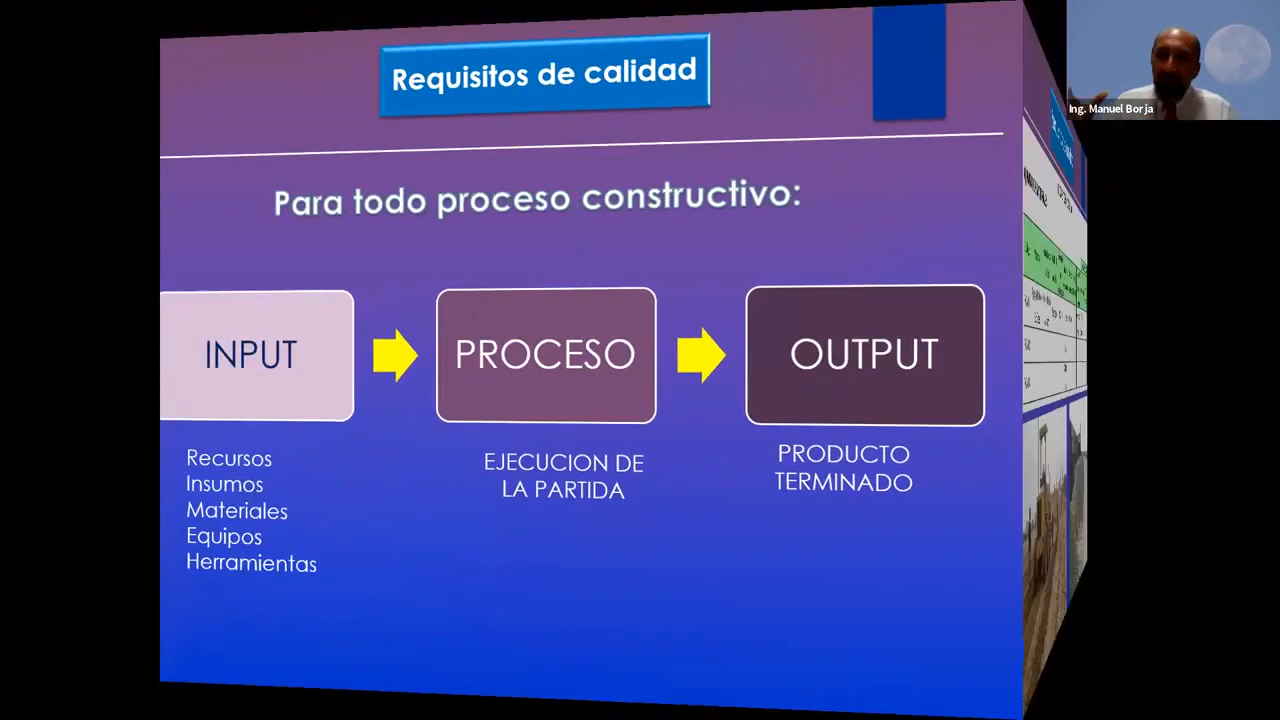 Requisitos de calidad
Ing. Manuel Borja
Para todo proceso constructivo:
INPUT
PROCESO
OUTPUT
Recursos
Insumos
Materiales
Equipos
Herramientas
EJECUCION DE
LA PARTIDA
PRODUCTO
TERMINADO